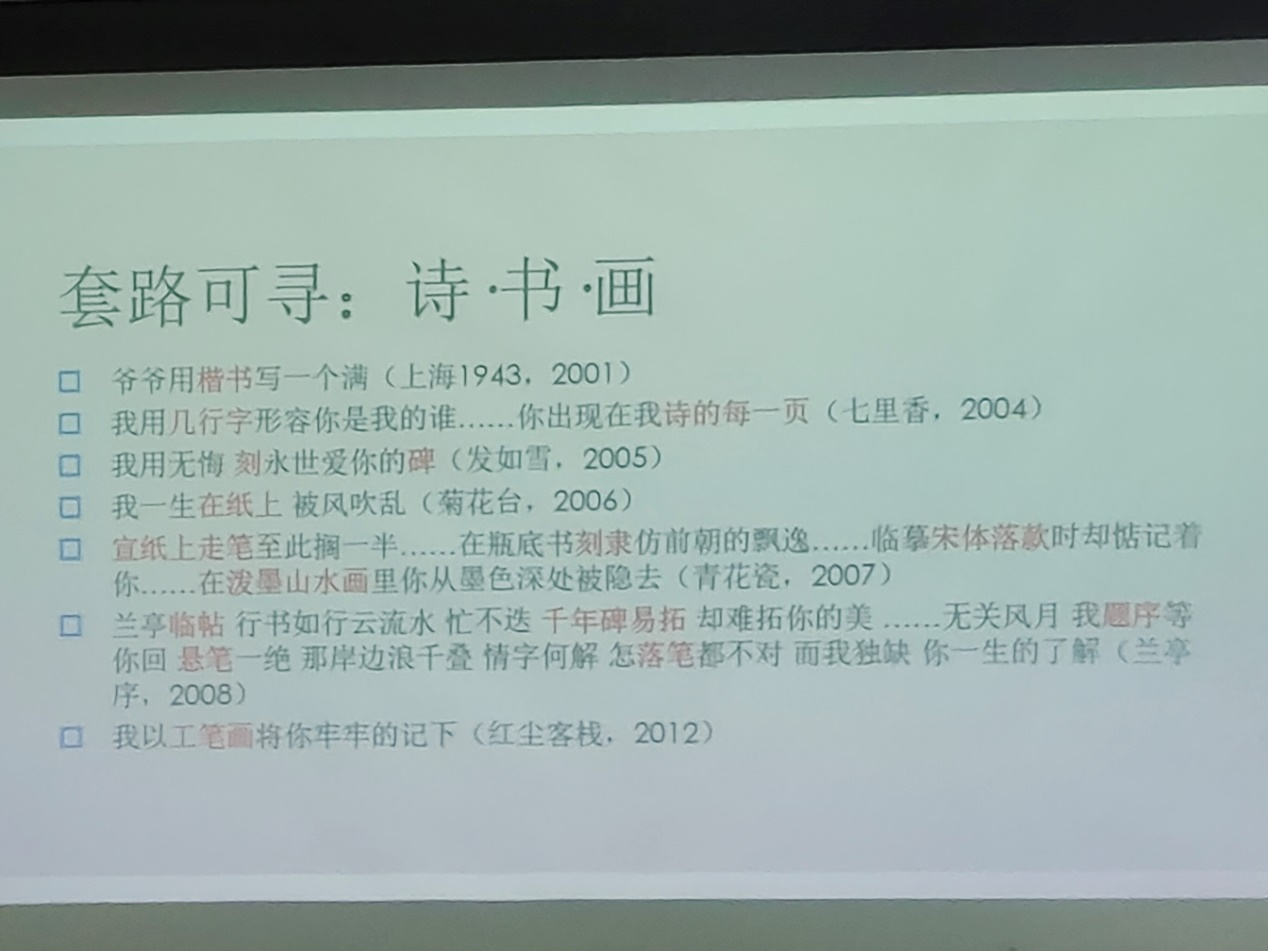 套路可寻：诗·书·画
爷爷用楷书写一个满（上海1943，2001）
我用几行字形容你是我的谁……你出现在我诗的每一页（七里香，2004）
我用无悔 刻永世爱你的碑（发如雪，2005）
我一生在纸上 被风吹乱（菊花台，2006）
宣纸上走笔至此搁一半……在瓶底书刻隶仿前朝的飘逸……临摹宋体落款时却惦记着
你……在泼墨山水画里你从墨色深处被隐去（青花瓷，2007）
兰亭临帖 行书如行云流水 忙不迭 千年碑易拓 却难拓你的美 ……无关风月 我题序等
你回 悬笔一绝 那岸边浪千叠 情字何解 怎落笔都不对 而我独缺 你一生的了解（兰亭
序，2008）
我以工笔画将你牢牢的记下（红尘客栈，2012）